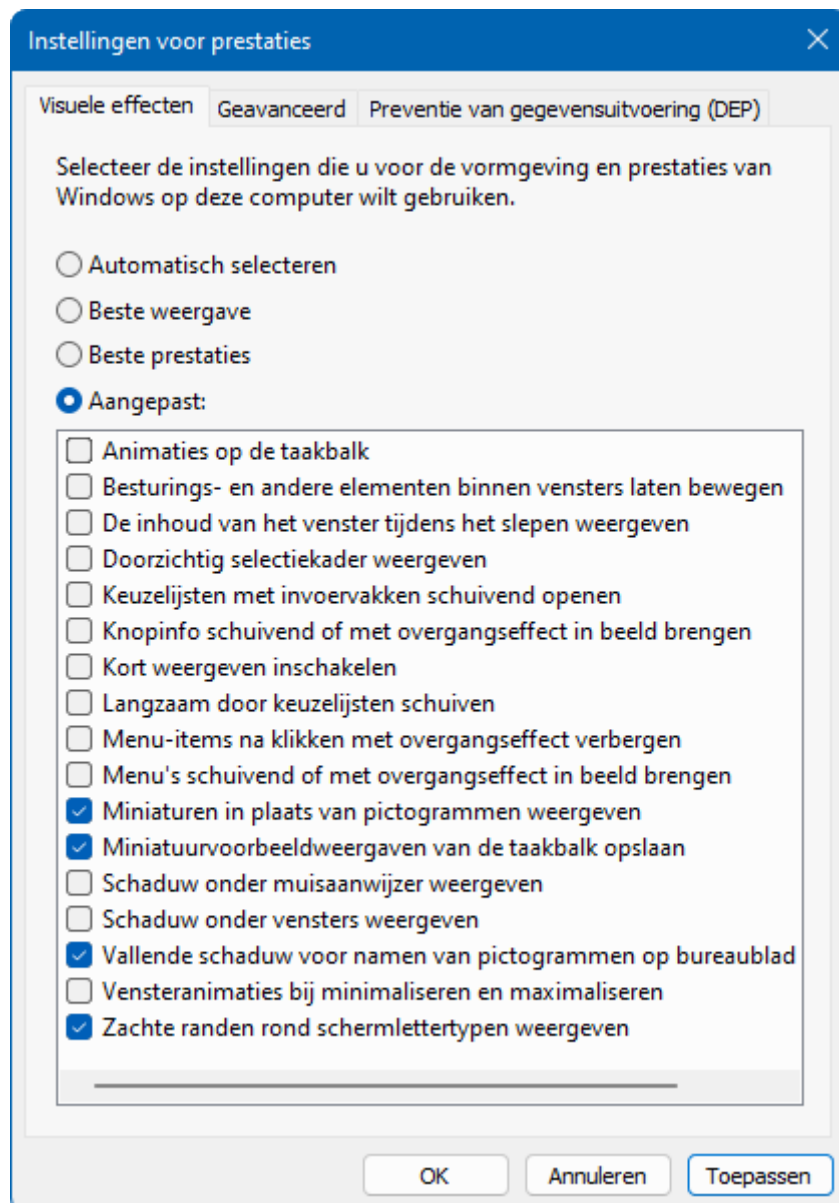 Instellingen voor prestaties
Visuele effecten
Geavanceerd
Preventie van gegevensuitvoering (DEP)
Selecteer de instellingen die u voor de vormgeving en prestaties van
Windows op deze computer wilt gebruiken.
Automatisch selecteren
Beste weergave
Beste prestaties
Aangepast:
Animaties op de taakbalk
Besturings- en andere elementen binnen vensters laten bewegen
De inhoud van het venster tijdens het slepen weergeven
Doorzichtig selectiekader weergeven
Keuzelijsten met invoervakken schuivend openen
Knopinfo schuivend of met overgangseffect in beeld brengen
Kort weergeven inschakelen
Langzaam door keuzelijsten schuiven
Menu-items na klikken met overgangseffect verbergen
Menu's schuivend of met overgangseffect in beeld brengen
Miniaturen in plaats van pictogrammen weergeven
Miniatuurvoorbeeldweergaven van de taakbalk opslaan
Schaduw onder muisaanwijzer weergeven
Schaduw onder vensters weergeven
Vallende schaduw voor namen van pictogrammen op bureaublad
Vensteranimaties bij minimaliseren en maximaliseren
Zachte randen rond schermlettertypen weergeven
OK
Annuleren
Toepassen